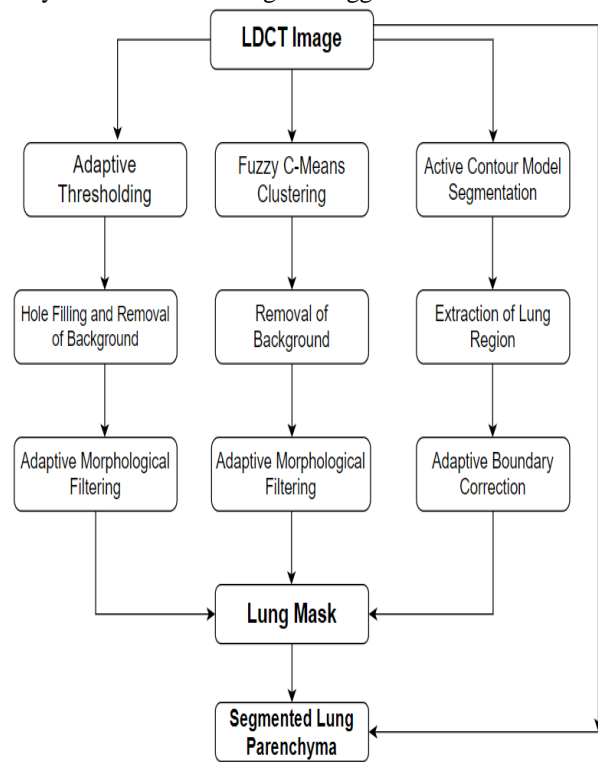 LDCT Image
Adaptive
Thresholding
Fuzzy C-Means
Clustering
Active Contour Model
Segmentation
Hole Filling and Removal
of Background
Removal of
Background
Extraction of Lung
Region
Adaptive Morphological
Filtering
Adaptive Morphological
Filtering
Adaptive Boundary
Correction
Lung Mask
Segmented Lung
Parenchyma